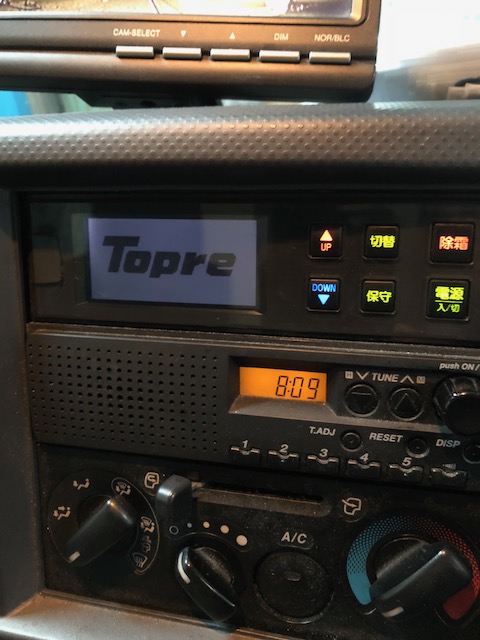 CAM-SELECT ▼ ▲ DIM NOR/BLC
Topre
▲ UP 切替 除霜
DOWN ▼ 保守 電源 入/切
push ON/
8:09
TUNE
T.ADJ RESET DISP
1 2 3 4 5
A/C